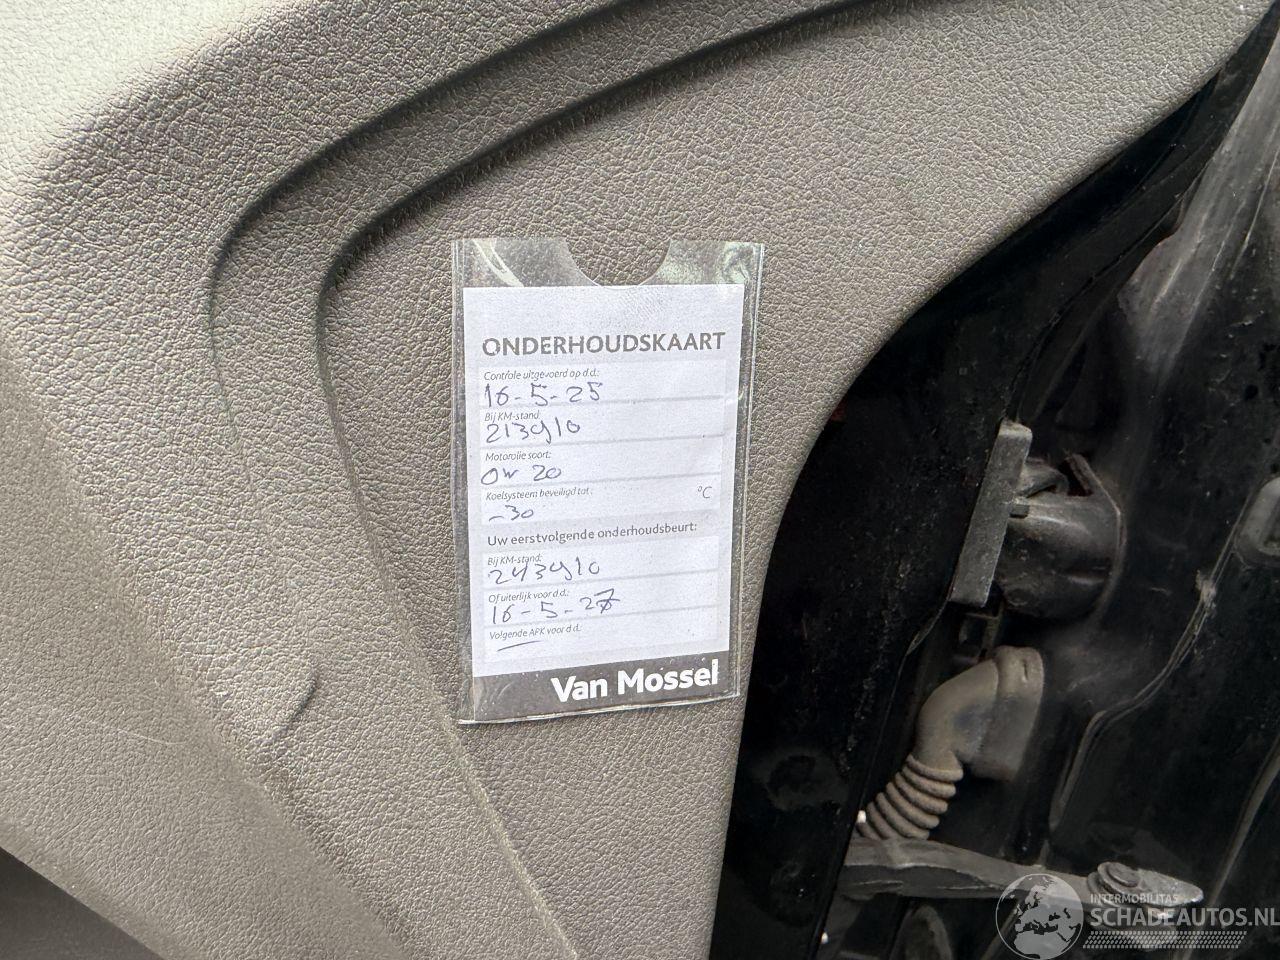 ONDERHOUDSKAART
Controle uitgevoerd op d.d.:
16-5-25
Bij KM-stand:
213910
Motorolie soort:
0w 20
Koelsysteem beveiligd tot: °C
-30
Uw eerstvolgende onderhoudsbeurt:
Bij KM-stand:
243910
Of uiterlijk voor d.d.:
16-5-27
Volgende APK voor d.d.
Van Mossel
INTERMOBILITAS
SCHADEAUTOS.NL